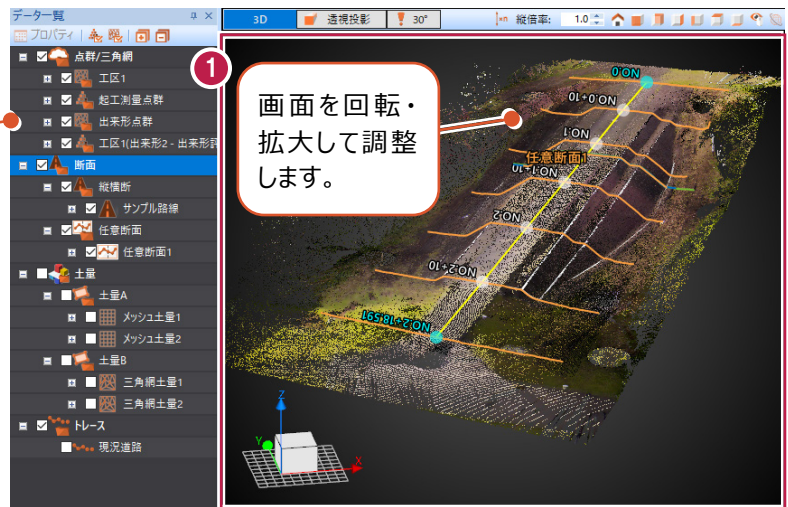 データ一覧
プロパティ
点群/三角網
工区1
起工測量点群
出来形点群
工区1(出来形2 - 出来形計
断面
縦横断
サンプル路線
任意断面
任意断面1
土量
土量A
メッシュ土量1
メッシュ土量2
土量B
三角網土量1
三角網土量2
トレース
現況道路
3D
透視投影
30°
縦倍率:
1.0
1
画面を回転・
拡大して調整
します。
NO.0
NO.0+10
NO.1
任意断面1
NO.1+10
NO.2
NO.2+10
NO.2+18.591
Z
Y
X